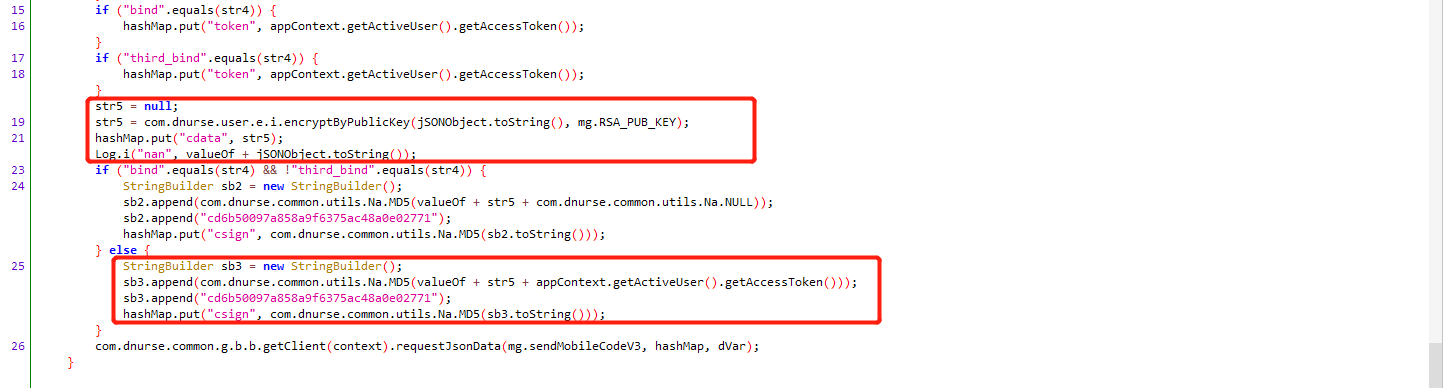 15 if ("bind".equals(str4)) {
16 hashMap.put("token", appContext.getActiveUser().getAccessToken());
}
17 if ("third_bind".equals(str4)) {
18 hashMap.put("token", appContext.getActiveUser().getAccessToken());
}
str5 = null;
19 str5 = com.dnurse.user.e.i.encryptByPublicKey(jSONObject.toString(), mg.RSA_PUB_KEY);
21 hashMap.put("cdata", str5);
Log.i("nan", valueOf + jSONObject.toString());
23 if ("bind".equals(str4) && !"third_bind".equals(str4)) {
24 StringBuilder sb2 = new StringBuilder();
sb2.append(com.dnurse.common.utils.Na.MD5(valueOf + str5 + com.dnurse.common.utils.Na.NULL));
sb2.append("cd6b50097a858a9f6375ac48a0e02771");
hashMap.put("csign", com.dnurse.common.utils.Na.MD5(sb2.toString()));
} else {
25 StringBuilder sb3 = new StringBuilder();
sb3.append(com.dnurse.common.utils.Na.MD5(valueOf + str5 + appContext.getActiveUser().getAccessToken()));
sb3.append("cd6b50097a858a9f6375ac48a0e02771");
hashMap.put("csign", com.dnurse.common.utils.Na.MD5(sb3.toString()));
}
26 com.dnurse.common.g.b.b.getClient(context).requestJsonData(mg.sendMobileCodeV3, hashMap, dVar);
}